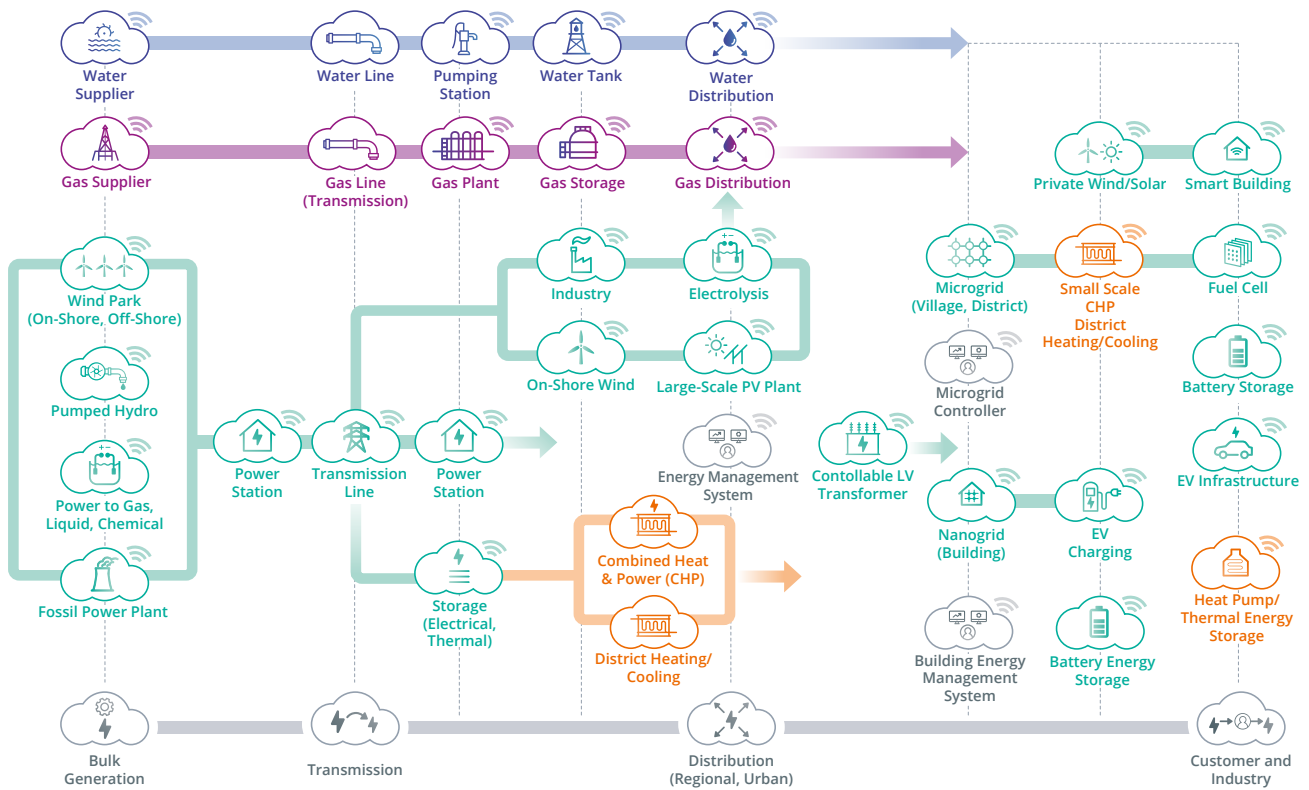 Water
Supplier
Water Line
Pumping
Station
Water Tank
Water
Distribution
Gas Supplier
Gas Line
(Transmission)
Gas Plant
Gas Storage
Gas Distribution
Private Wind/Solar
Smart Building
Wind Park
(On-Shore, Off-Shore)
Industry
+ −
Electrolysis
Microgrid
(Village, District)
Small Scale
CHP
District
Heating/Cooling
Fuel Cell
Pumped Hydro
On-Shore Wind
Large-Scale PV Plant
Microgrid
Controller
Battery Storage
+ −
Power to Gas,
Liquid, Chemical
Power
Station
Transmission
Line
Power
Station
Energy Management
System
Contollable LV
Transformer
EV Infrastructure
Nanogrid
(Building)
EV
Charging
Fossil Power Plant
Storage
(Electrical,
Thermal)
Combined Heat
& Power (CHP)
District Heating/
Cooling
Heat Pump/
Thermal Energy
Storage
Building Energy
Management
System
Battery Energy
Storage
Bulk
Generation
Transmission
Distribution
(Regional, Urban)
Customer and
Industry